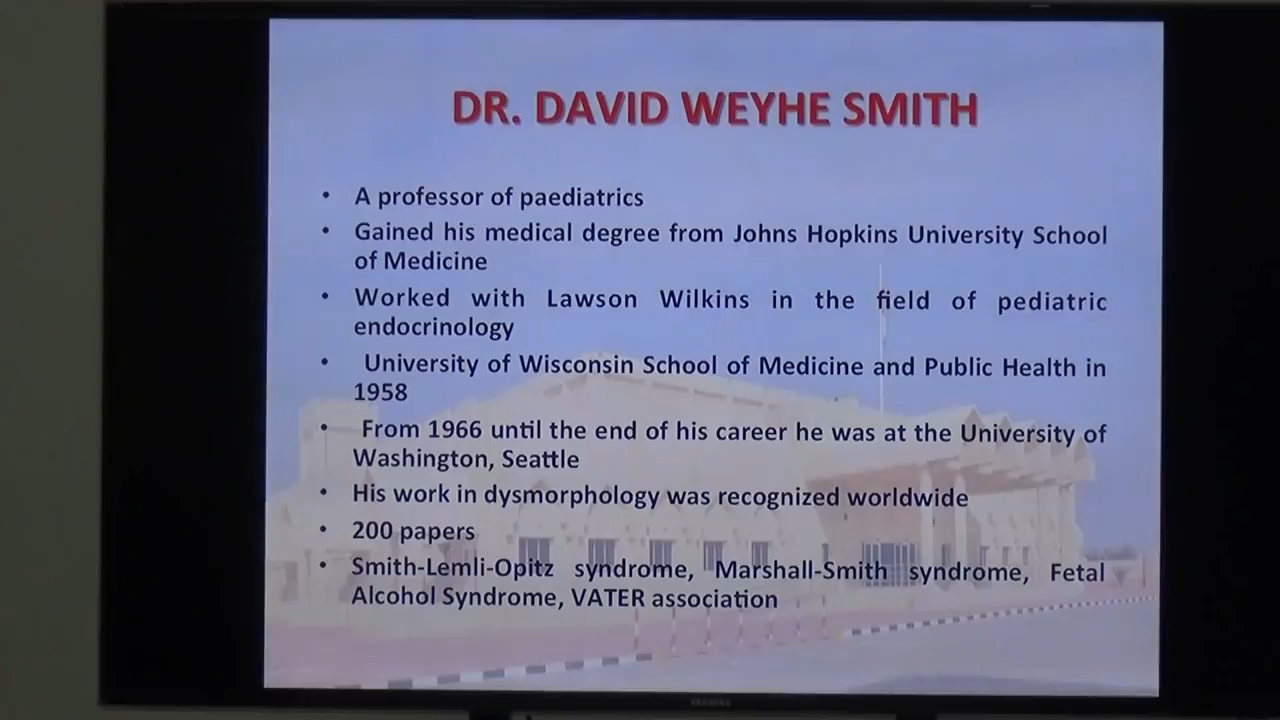 DR. DAVID WEYHE SMITH
• A professor of paediatrics
• Gained his medical degree from Johns Hopkins University School
of Medicine
• Worked with Lawson Wilkins in the field of pediatric
endocrinology
• University of Wisconsin School of Medicine and Public Health in
1958
• From 1966 until the end of his career he was at the University of
Washington, Seattle
• His work in dysmorphology was recognized worldwide
• 200 papers
• Smith-Lemli-Opitz syndrome, Marshall-Smith syndrome, Fetal
Alcohol Syndrome, VATER association